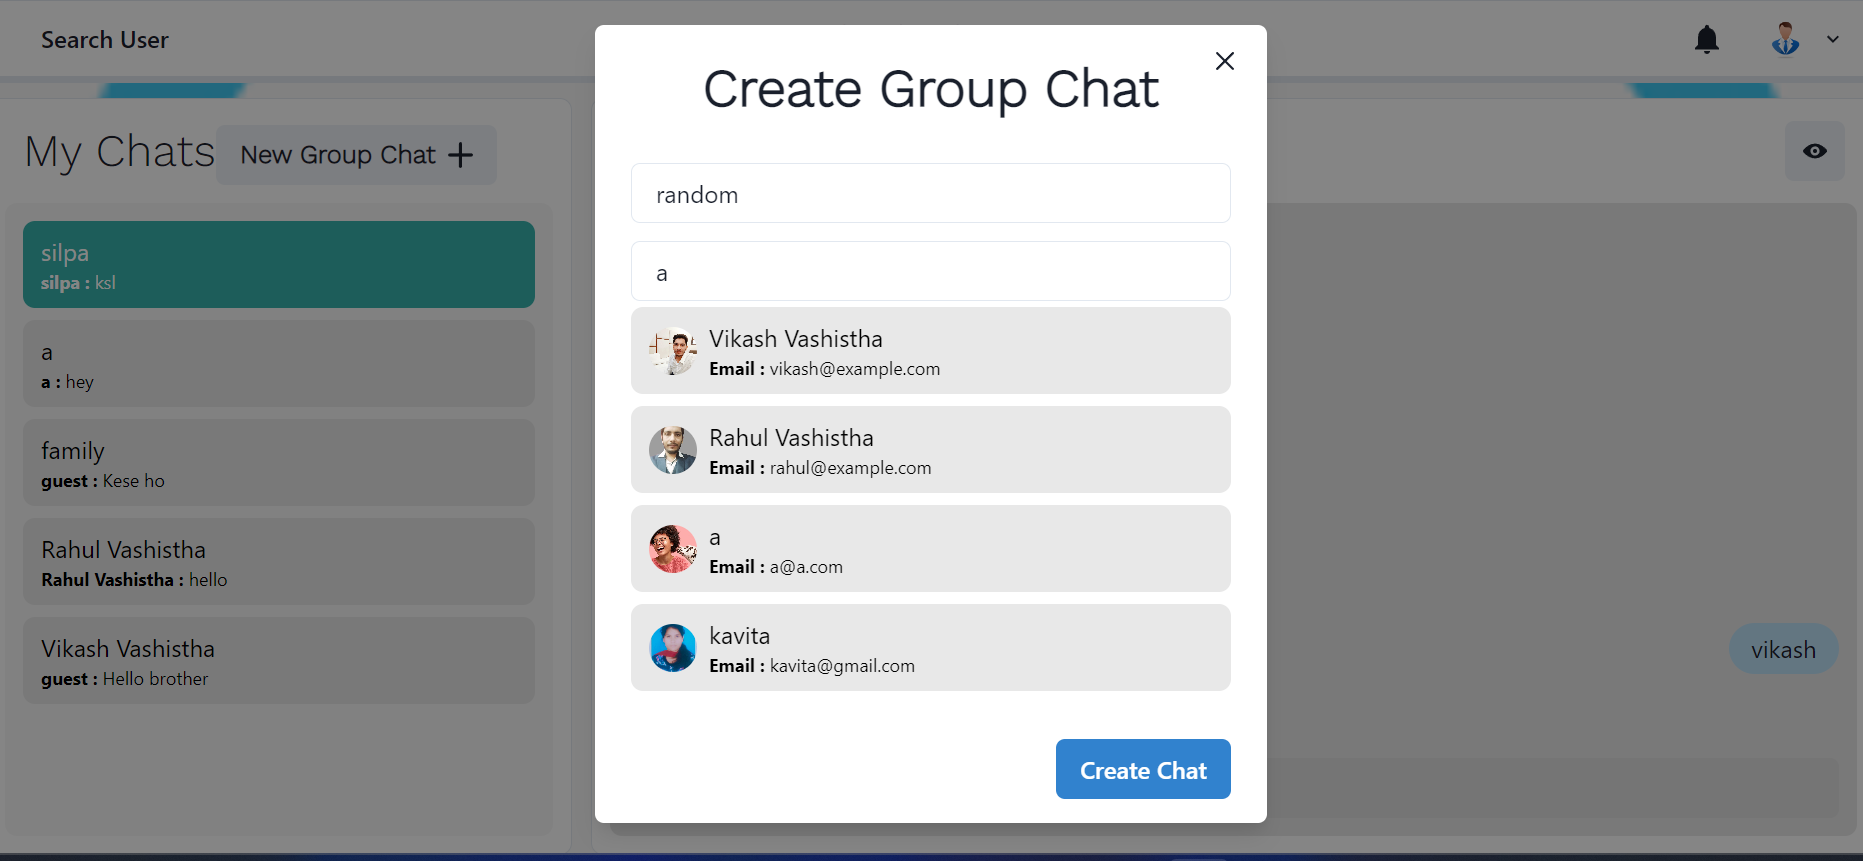 Search User
My Chats
New Group Chat
silpa
silpa : ksl
a
a : hey
family
guest : Kese ho
Rahul Vashistha
Rahul Vashistha : hello
Vikash Vashistha
guest : Hello brother
Create Group Chat
random
a
Vikash Vashistha
Email : vikash@example.com
Rahul Vashistha
Email : rahul@example.com
a
Email : a@a.com
kavita
Email : kavita@gmail.com
Create Chat
vikash